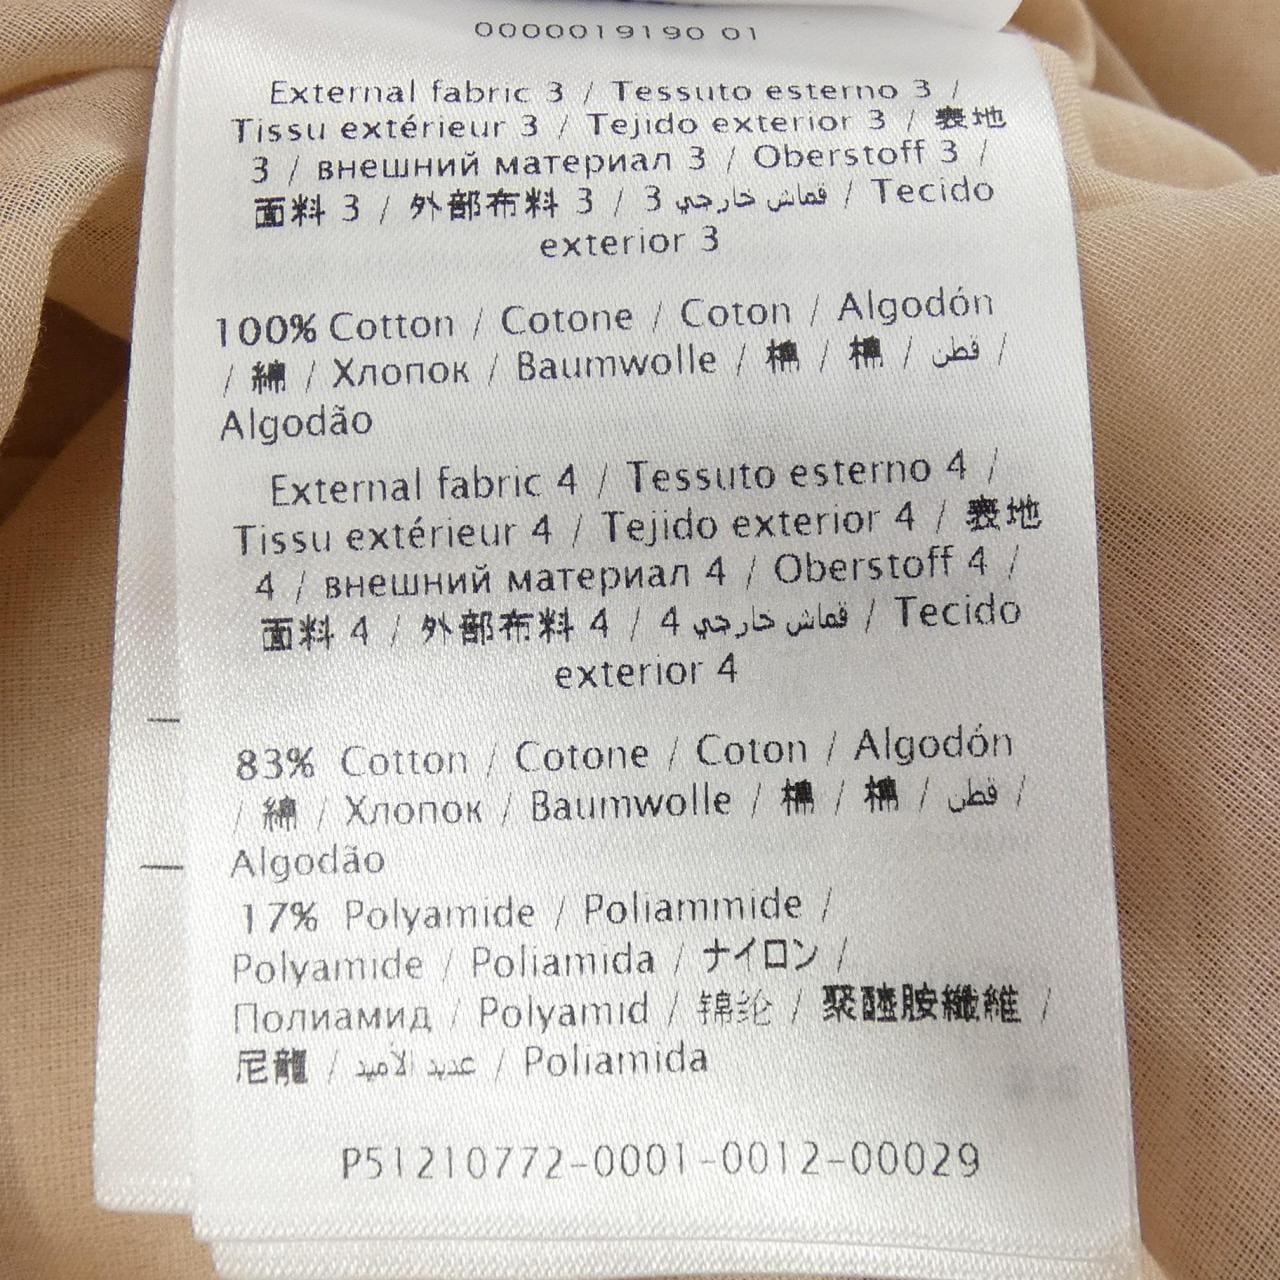 0000019190 01
External fabric 3 / Tessuto esterno 3 /
Tissu extérieur 3 / Tejido exterior 3 / 表地
3 / внешний материал 3 / Oberstoff 3 /
面料 3 / 外部布料 3 / قماش خارجي 3 / Tecido
exterior 3
100% Cotton / Cotone / Coton / Algodón
/ 綿 / Хлопок / Baumwolle / 棉 / 棉 / قطن /
Algodão
External fabric 4 / Tessuto esterno 4 /
Tissu extérieur 4 / Tejido exterior 4 / 表地
4 / внешний материал 4 / Oberstoff 4 /
面料 4 / 外部布料 4 / قماش خارجي 4 / Tecido
exterior 4
83% Cotton / Cotone / Coton / Algodón
/ 綿 / Хлопок / Baumwolle / 棉 / 棉 / قطن /
Algodão
17% Polyamide / Poliammide /
Polyamide / Poliamida / ナイロン /
Полиамид / Polyamid / 锦纶 / 聚醯胺纖維 /
尼龍 / عديد الأميد / Poliamida
P51210772-0001-0012-00029